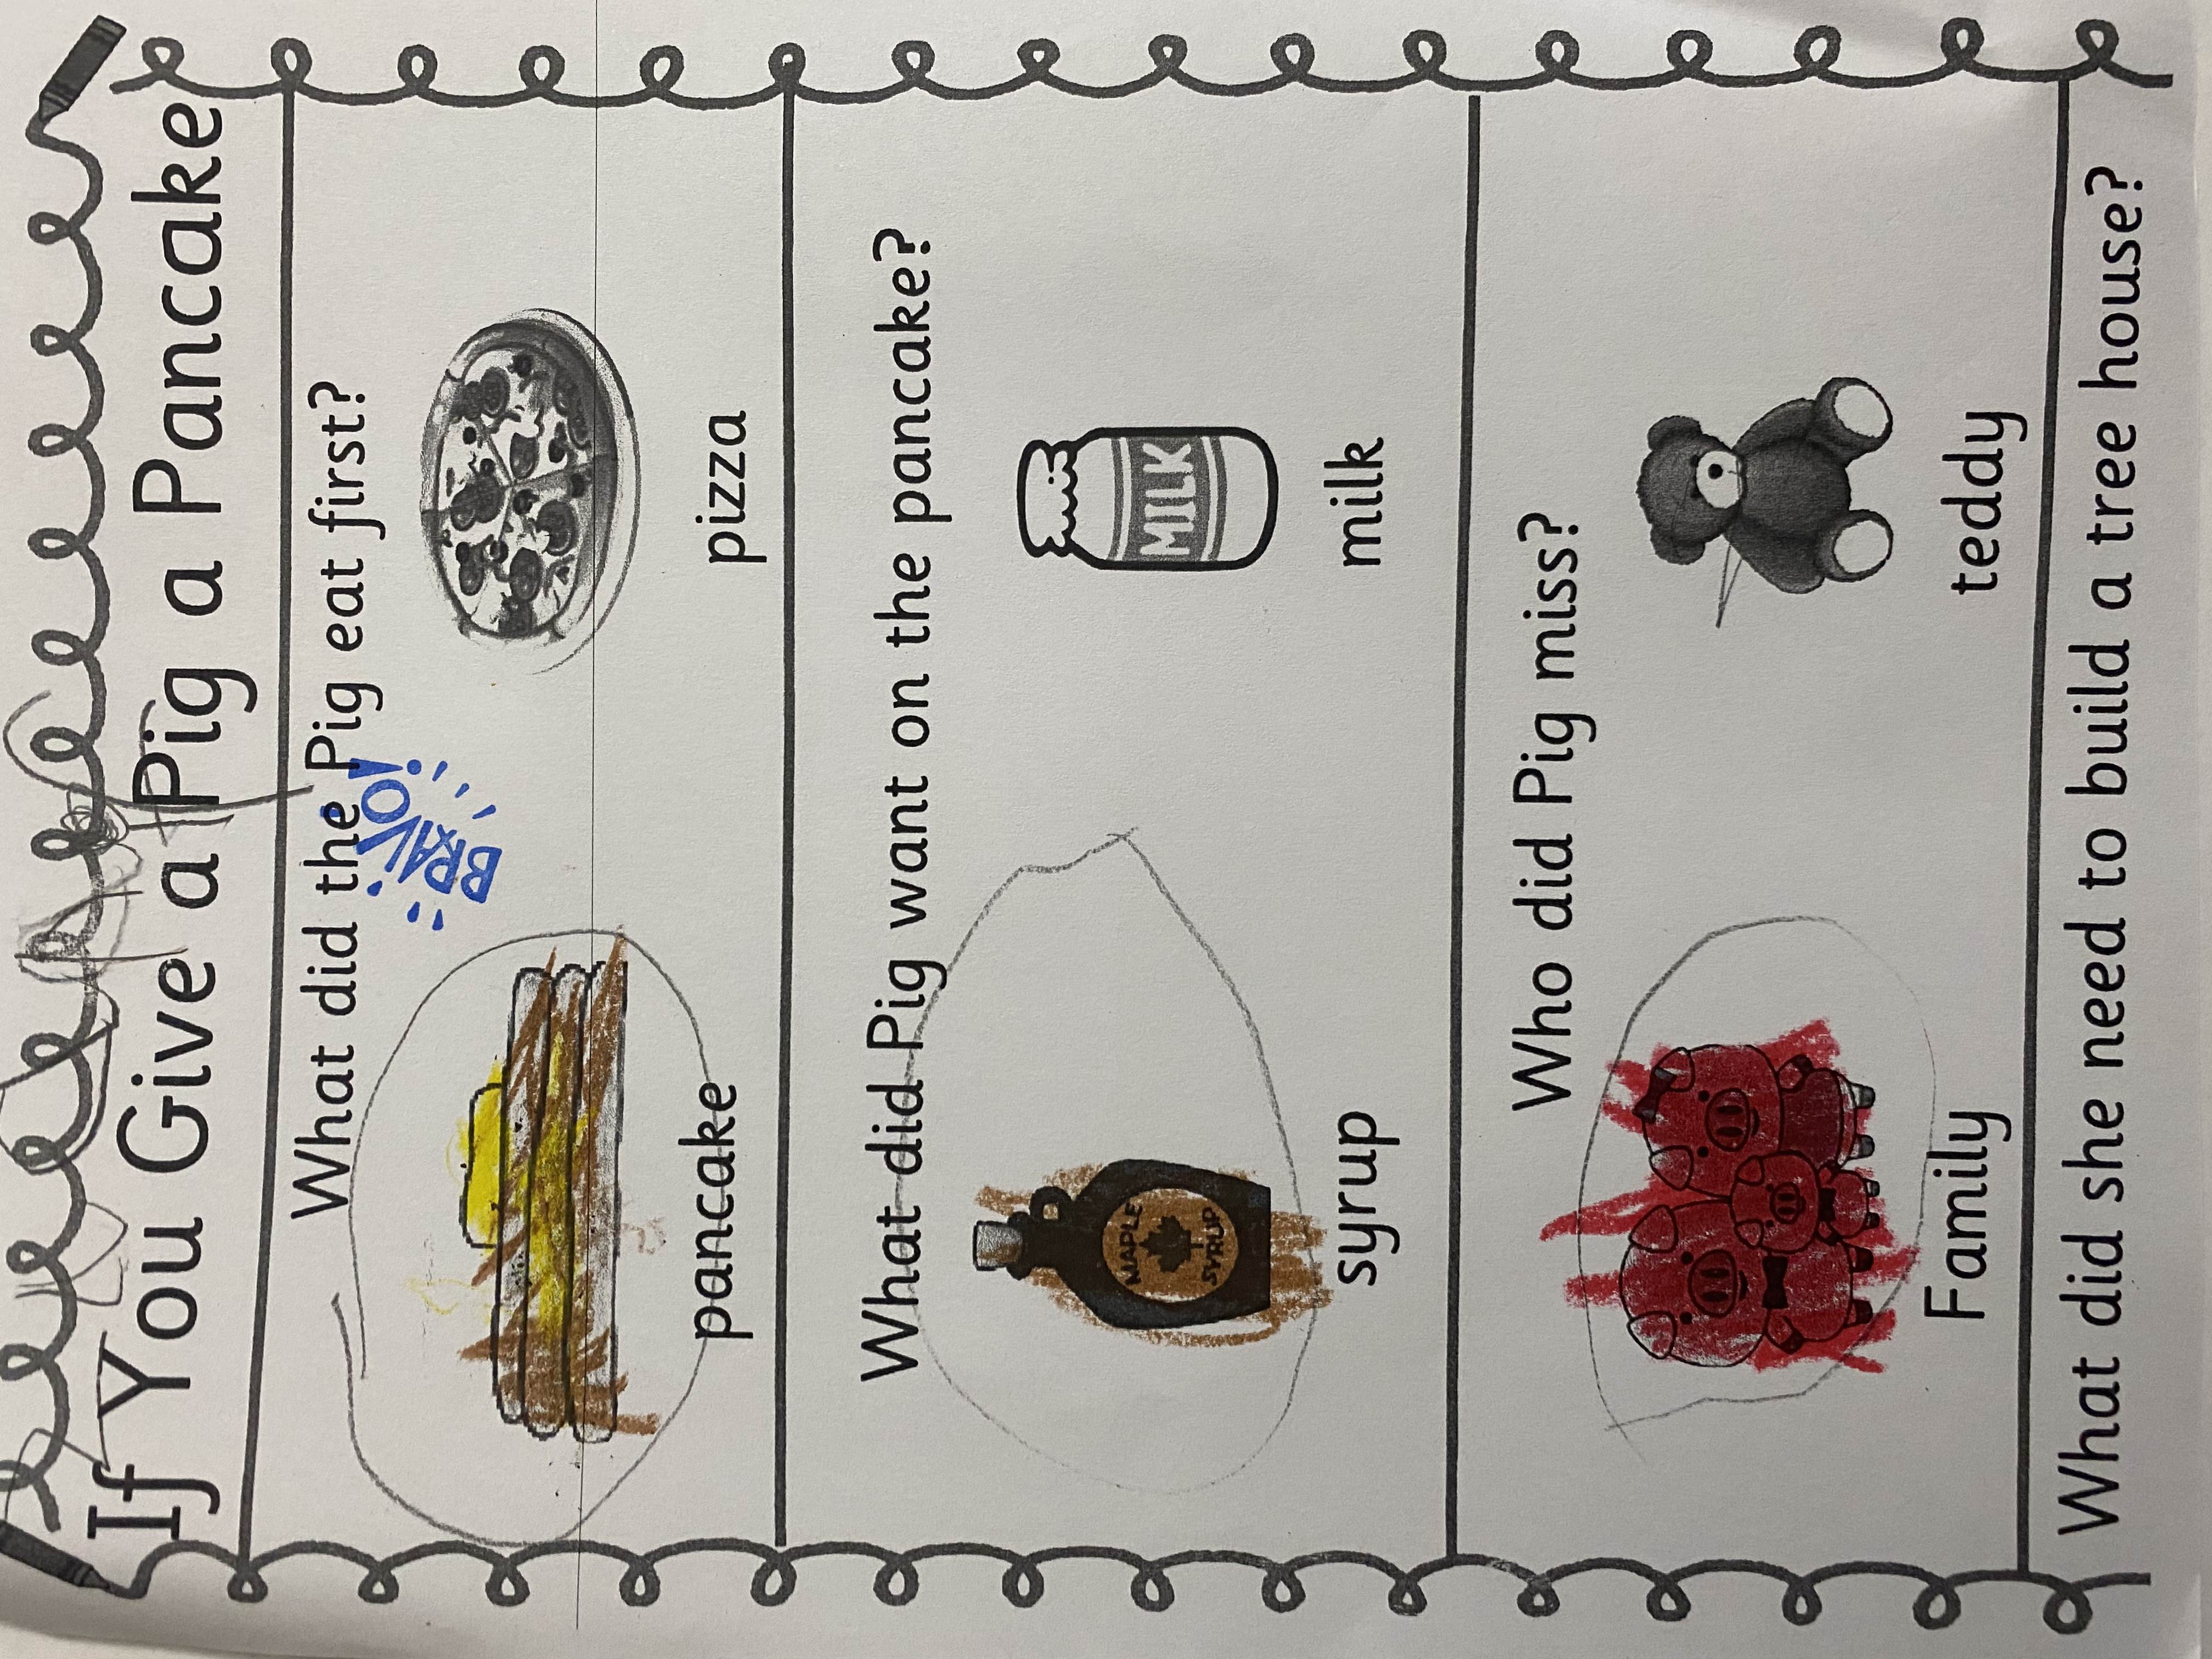 If You Give a Pig a Pancake
What did the Pig eat first?
BRAVO!
pancake
pizza
What did Pig want on the pancake?
MAPLE
SYRUP
MILK
syrup
milk
Who did Pig miss?
Family
teddy
What did she need to build a tree house?